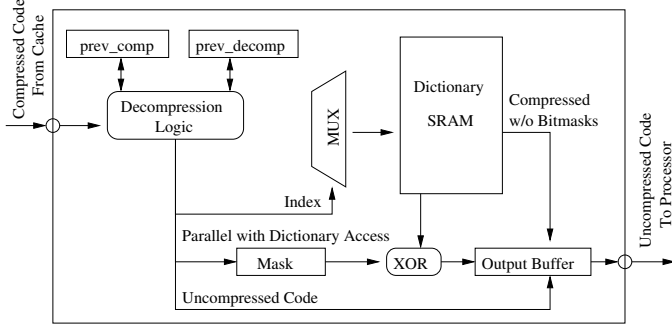 Compressed Code
From Cache
prev_comp
prev_decomp
Decompression
Logic
MUX
Dictionary
SRAM
Compressed
w/o Bitmasks
Index
Parallel with Dictionary Access
Mask
XOR
Output Buffer
Uncompressed Code
Uncompressed Code
To Processor